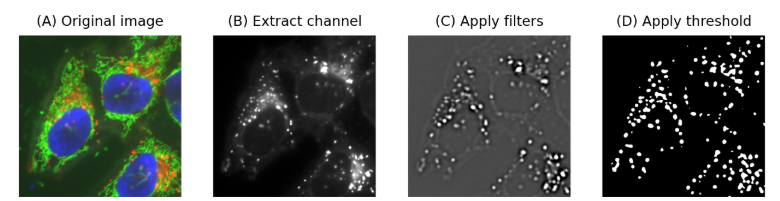 (A) Original image
(B) Extract channel
(C) Apply filters
(D) Apply threshold